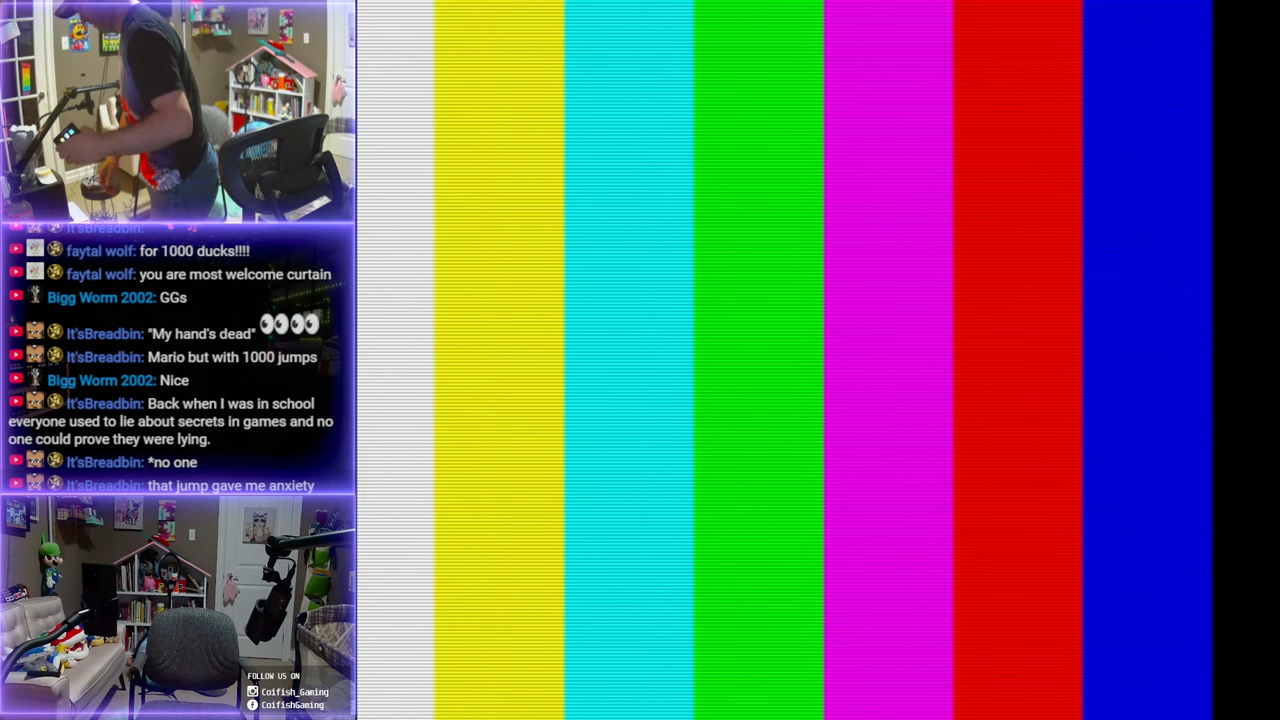 It'sBreadbin:
faytal wolf: for 1000 ducks!!!!
faytal wolf: you are most welcome curtain
Bigg Worm 2002: GGs
It'sBreadbin: "My hand's dead"
It'sBreadbin: Mario but with 1000 jumps
Bigg Worm 2002: Nice
It'sBreadbin: Back when I was in school
everyone used to lie about secrets in games and no
one could prove they were lying.
It'sBreadbin: *no one
It'sBreadbin: that jump gave me anxiety
FOLLOW US ON
Coifish_Gaming
CoifishGaming